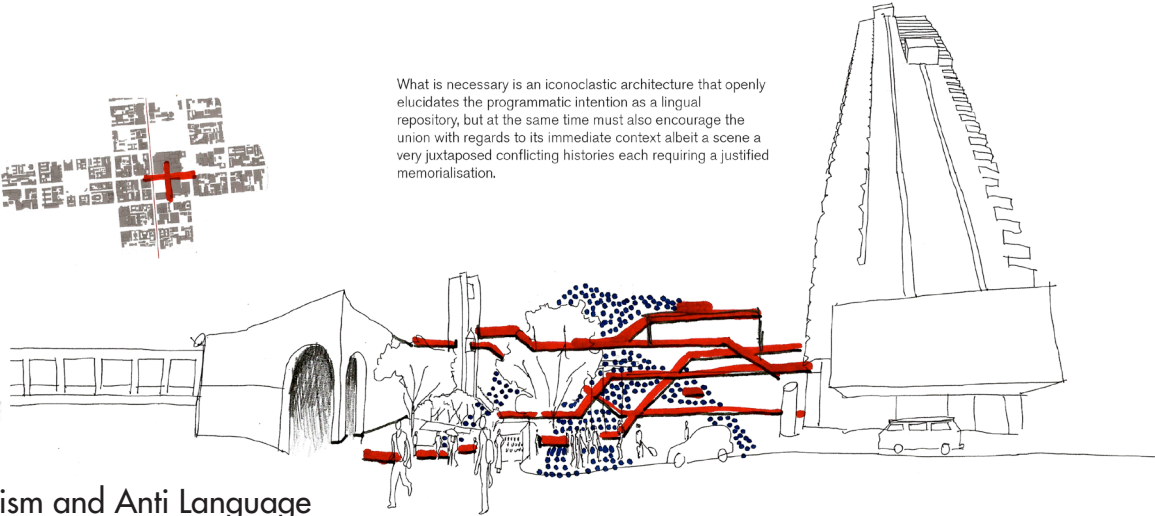 What is necessary is an iconoclastic architecture that openly
elucidates the programmatic intention as a lingual
repository, but at the same time must also encourage the
union with regards to its immediate context albeit a scene a
very juxtaposed conflicting histories each requiring a justified
memorialisation.
ism and Anti Language